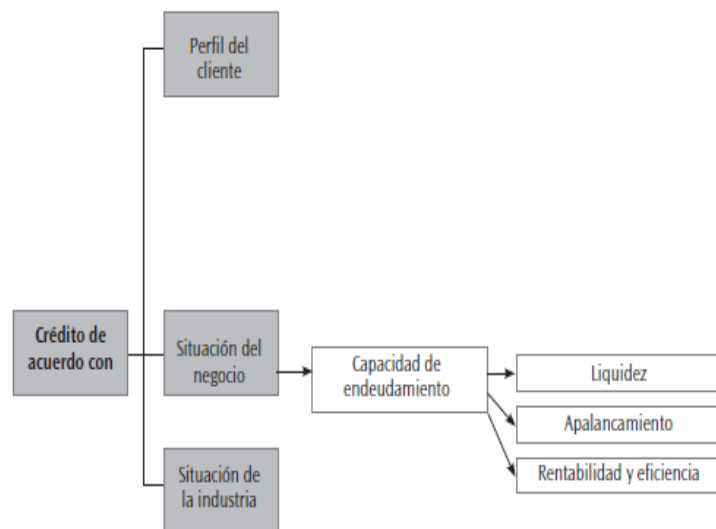 Perfil del
cliente
Crédito de
acuerdo con
Situación del
negocio
Capacidad de
endeudamiento
Liquidez
Apalancamiento
Rentabilidad y eficiencia
Situación de
la industria